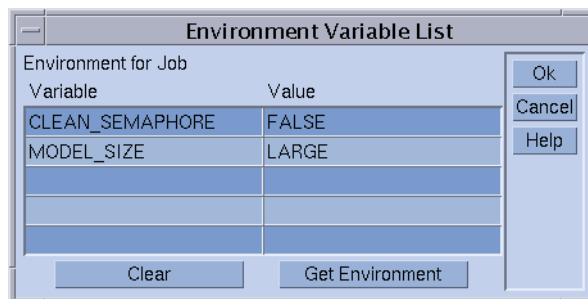 Environment Variable List
Environment for Job
Variable Value
CLEAN_SEMAPHORE FALSE
MODEL_SIZE LARGE
Clear Get Environment
Ok
Cancel
Help